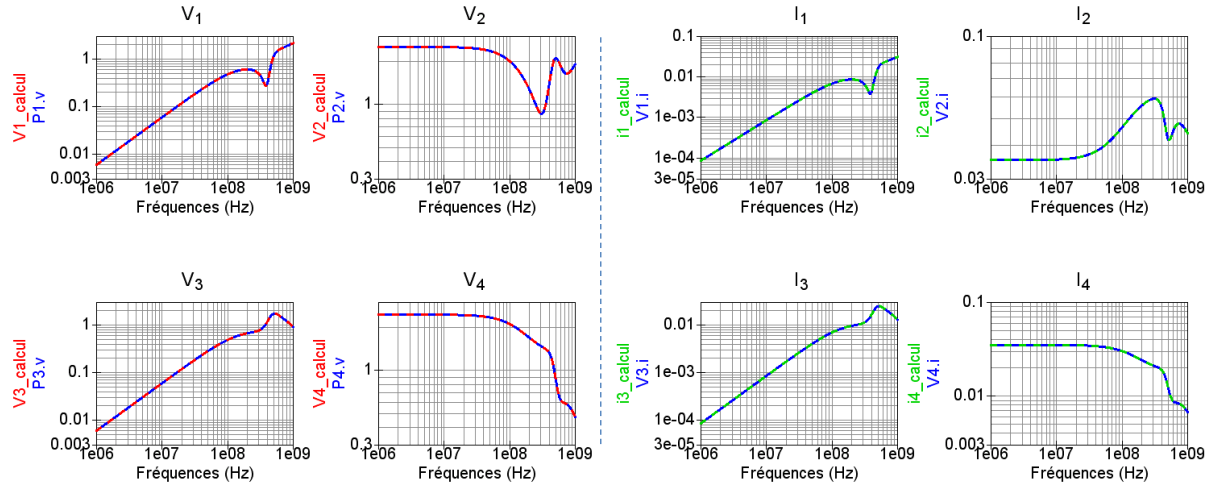 V1
V2
I1
I2
V1_calcul
P1.v
1
0.1
0.01
0.003
1e06 1e07 1e08 1e09
Fréquences (Hz)
V2_calcul
P2.v
1
0.3
1e06 1e07 1e08 1e09
Fréquences (Hz)
i1_calcul
V1.i
0.1
0.01
1e-03
1e-04
3e-05
1e06 1e07 1e08 1e09
Fréquences (Hz)
i2_calcul
V2.i
0.1
0.03
1e06 1e07 1e08 1e09
Fréquences (Hz)
V3
V4
I3
I4
V3_calcul
P3.v
1
0.1
0.01
0.003
1e06 1e07 1e08 1e09
Fréquences (Hz)
V4_calcul
P4.v
1
0.3
1e06 1e07 1e08 1e09
Fréquences (Hz)
i3_calcul
V3.i
0.01
1e-03
1e-04
3e-05
1e06 1e07 1e08 1e09
Fréquences (Hz)
i4_calcul
V4.i
0.1
0.01
0.003
1e06 1e07 1e08 1e09
Fréquences (Hz)